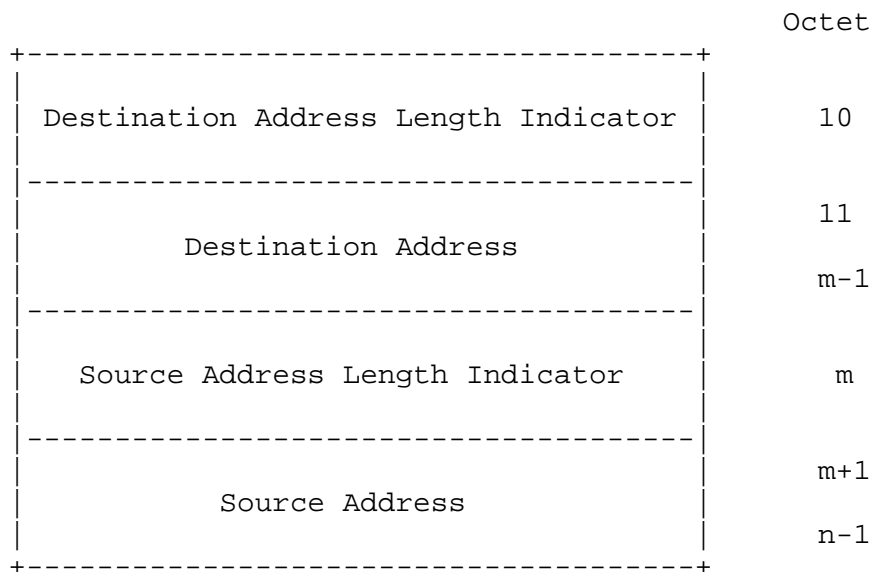 Octet
Destination Address Length Indicator 10
11
Destination Address
m-1
Source Address Length Indicator m
m+1
Source Address
n-1